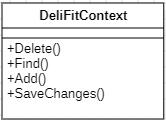 DeliFitContext
+Delete()
+Find()
+Add()
+SaveChanges()